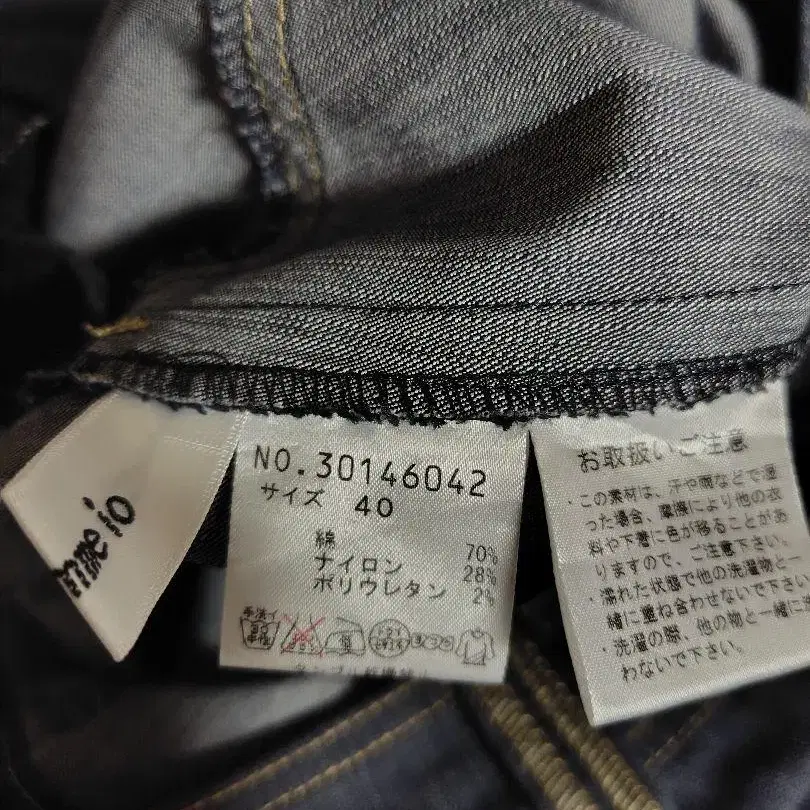 NO.30146042
サイズ 40
綿 70%
ナイロン 28%
ポリウレタン 2%
手洗イ
お取扱いご注意
・この素材は、汗や雨などで湿
った場合、摩擦により他の衣
料や下着に色が移ることがあ
りますので、ご注意下さい。
・濡れた状態で他の洗濯物と一
緒に重ね合わせないで下さい
・洗濯の際、他の物と一緒に
わないで下さい。